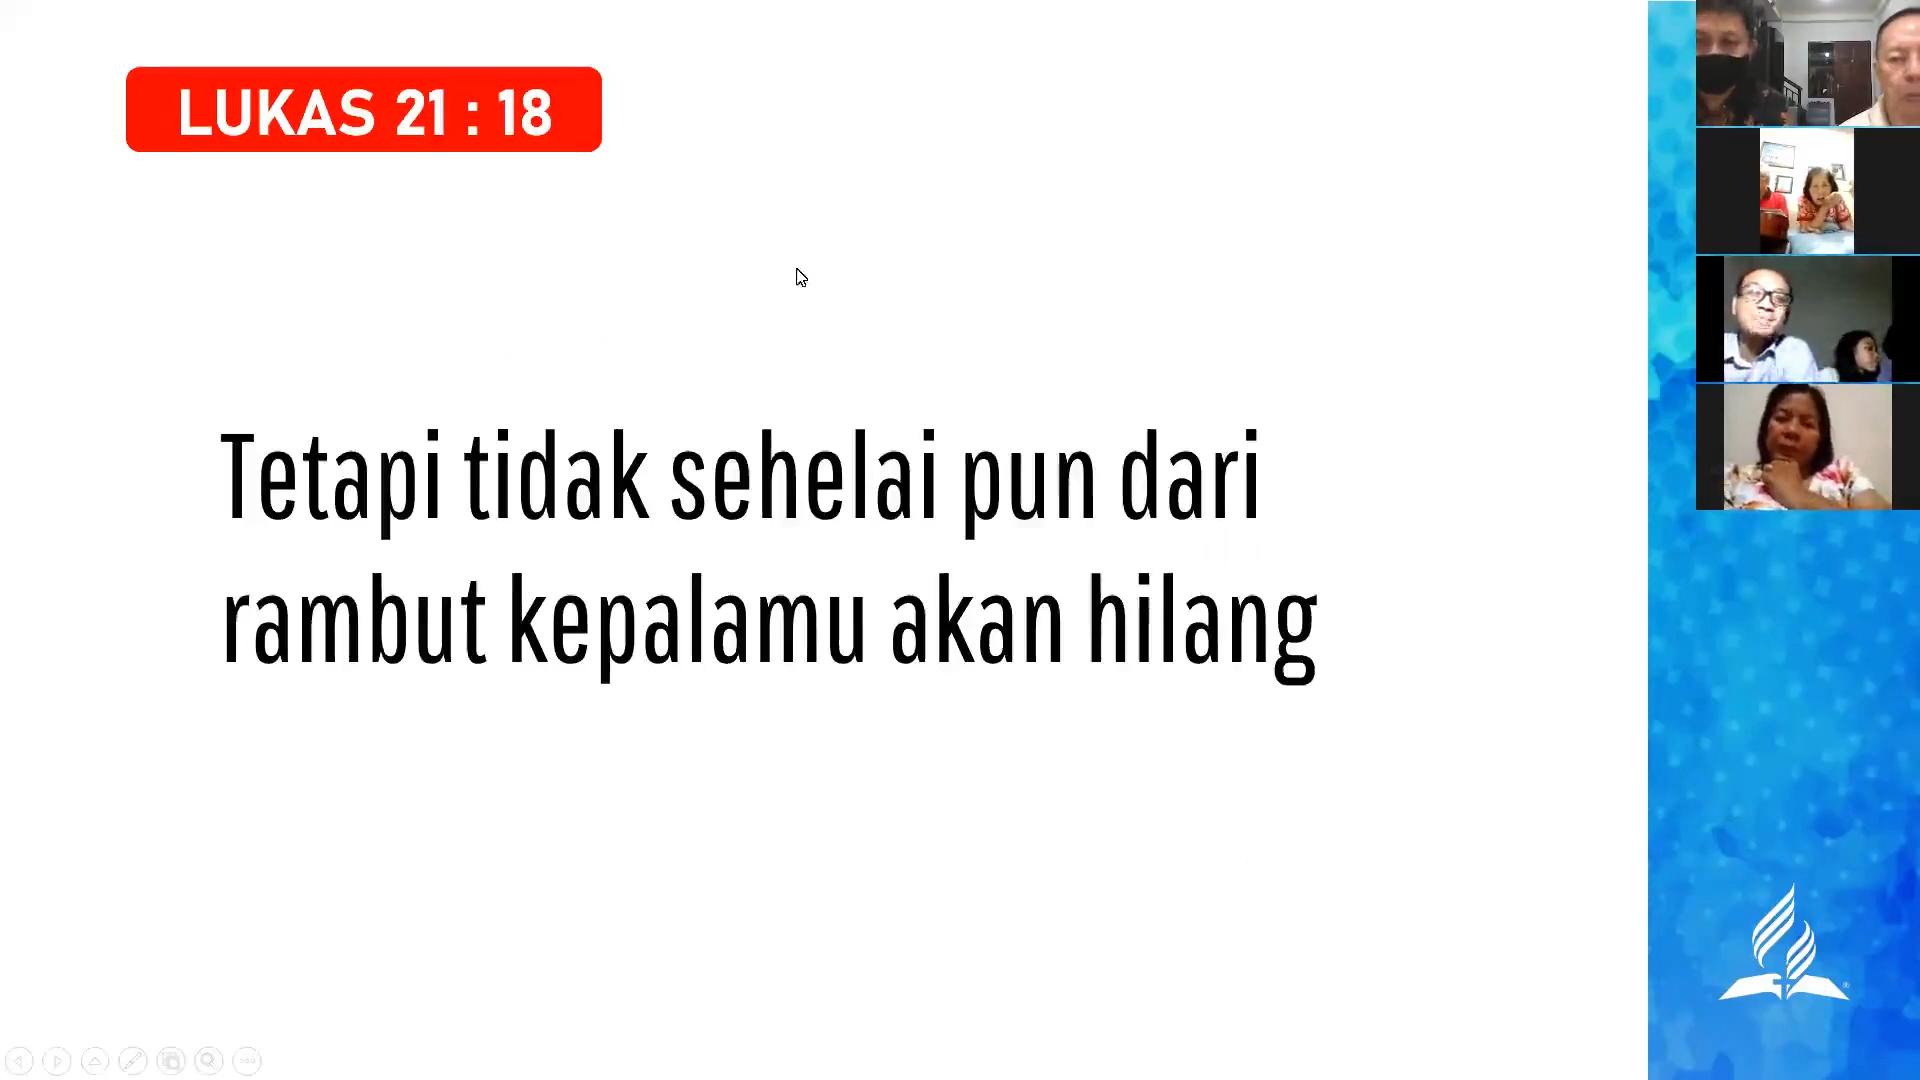 LUKAS 21 : 18
Tetapi tidak sehelai pun dari
rambut kepalamu akan hilang